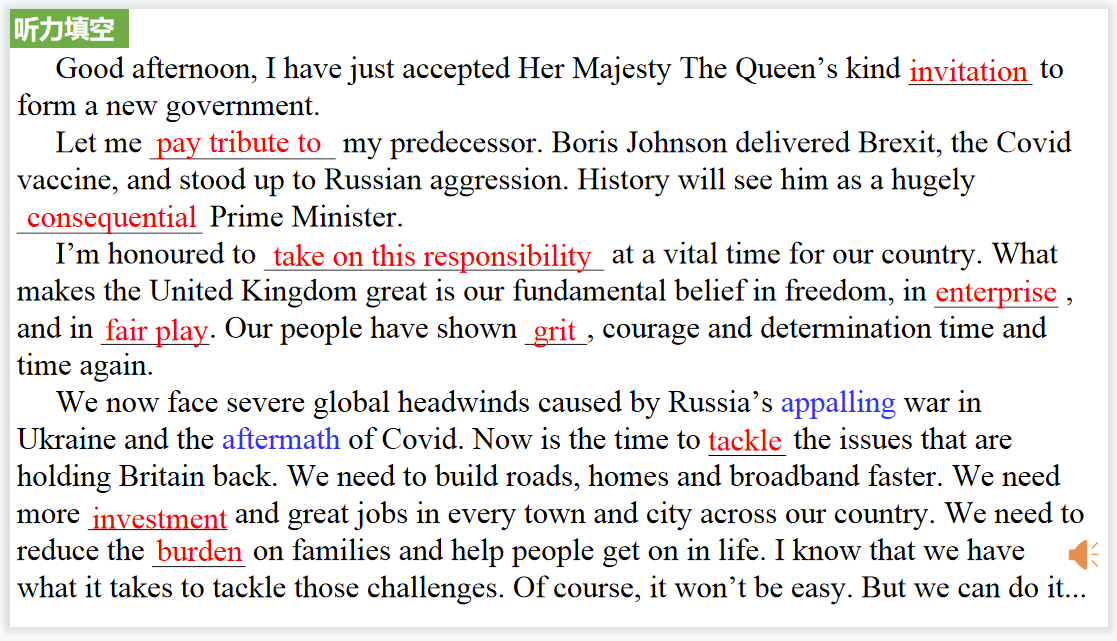 听力填空
Good afternoon, I have just accepted Her Majesty The Queen’s kind invitation to
form a new government.
Let me pay tribute to my predecessor. Boris Johnson delivered Brexit, the Covid
vaccine, and stood up to Russian aggression. History will see him as a hugely
consequential Prime Minister.
I’m honoured to take on this responsibility at a vital time for our country. What
makes the United Kingdom great is our fundamental belief in freedom, in enterprise ,
and in fair play. Our people have shown grit , courage and determination time and
time again.
We now face severe global headwinds caused by Russia’s appalling war in
Ukraine and the aftermath of Covid. Now is the time to tackle the issues that are
holding Britain back. We need to build roads, homes and broadband faster. We need
more investment and great jobs in every town and city across our country. We need to
reduce the burden on families and help people get on in life. I know that we have
what it takes to tackle those challenges. Of course, it won’t be easy. But we can do it...